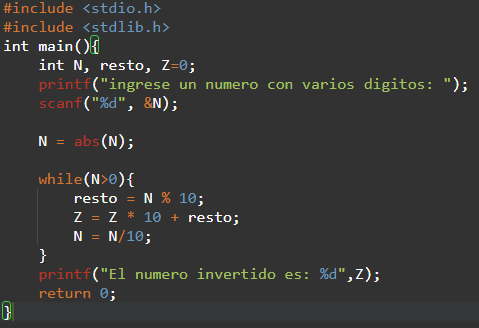 #include <stdio.h>
#include <stdlib.h>
int main(){
    int N, resto, Z=0;
    printf("ingrese un numero con varios digitos: ");
    scanf("%d", &N);

    N = abs(N);

    while(N>0){
        resto = N % 10;
        Z = Z * 10 + resto;
        N = N/10;
    }
    printf("El numero invertido es: %d",Z);
    return 0;
}